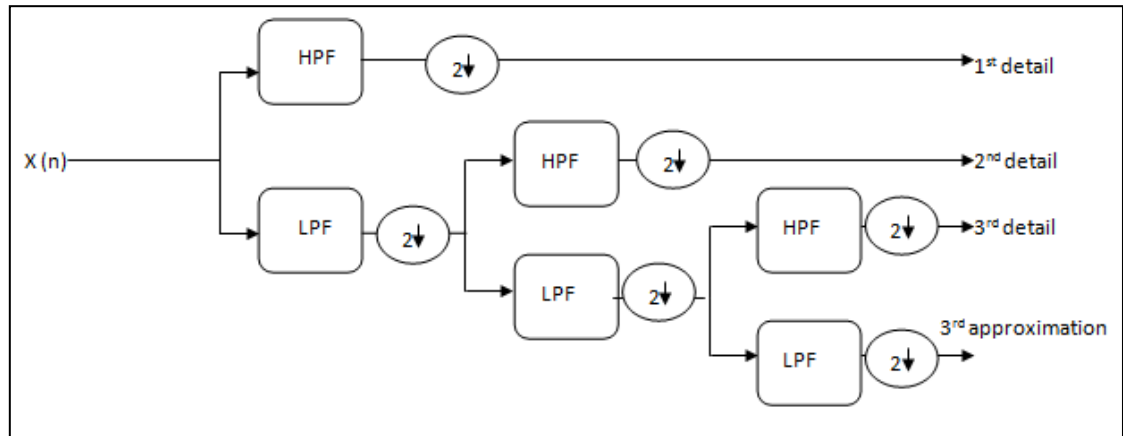 HPF
2↓
1st detail
X (n)
HPF
2↓
2nd detail
LPF
2↓
HPF
2↓
3rd detail
LPF
2↓
3rd approximation
LPF
2↓